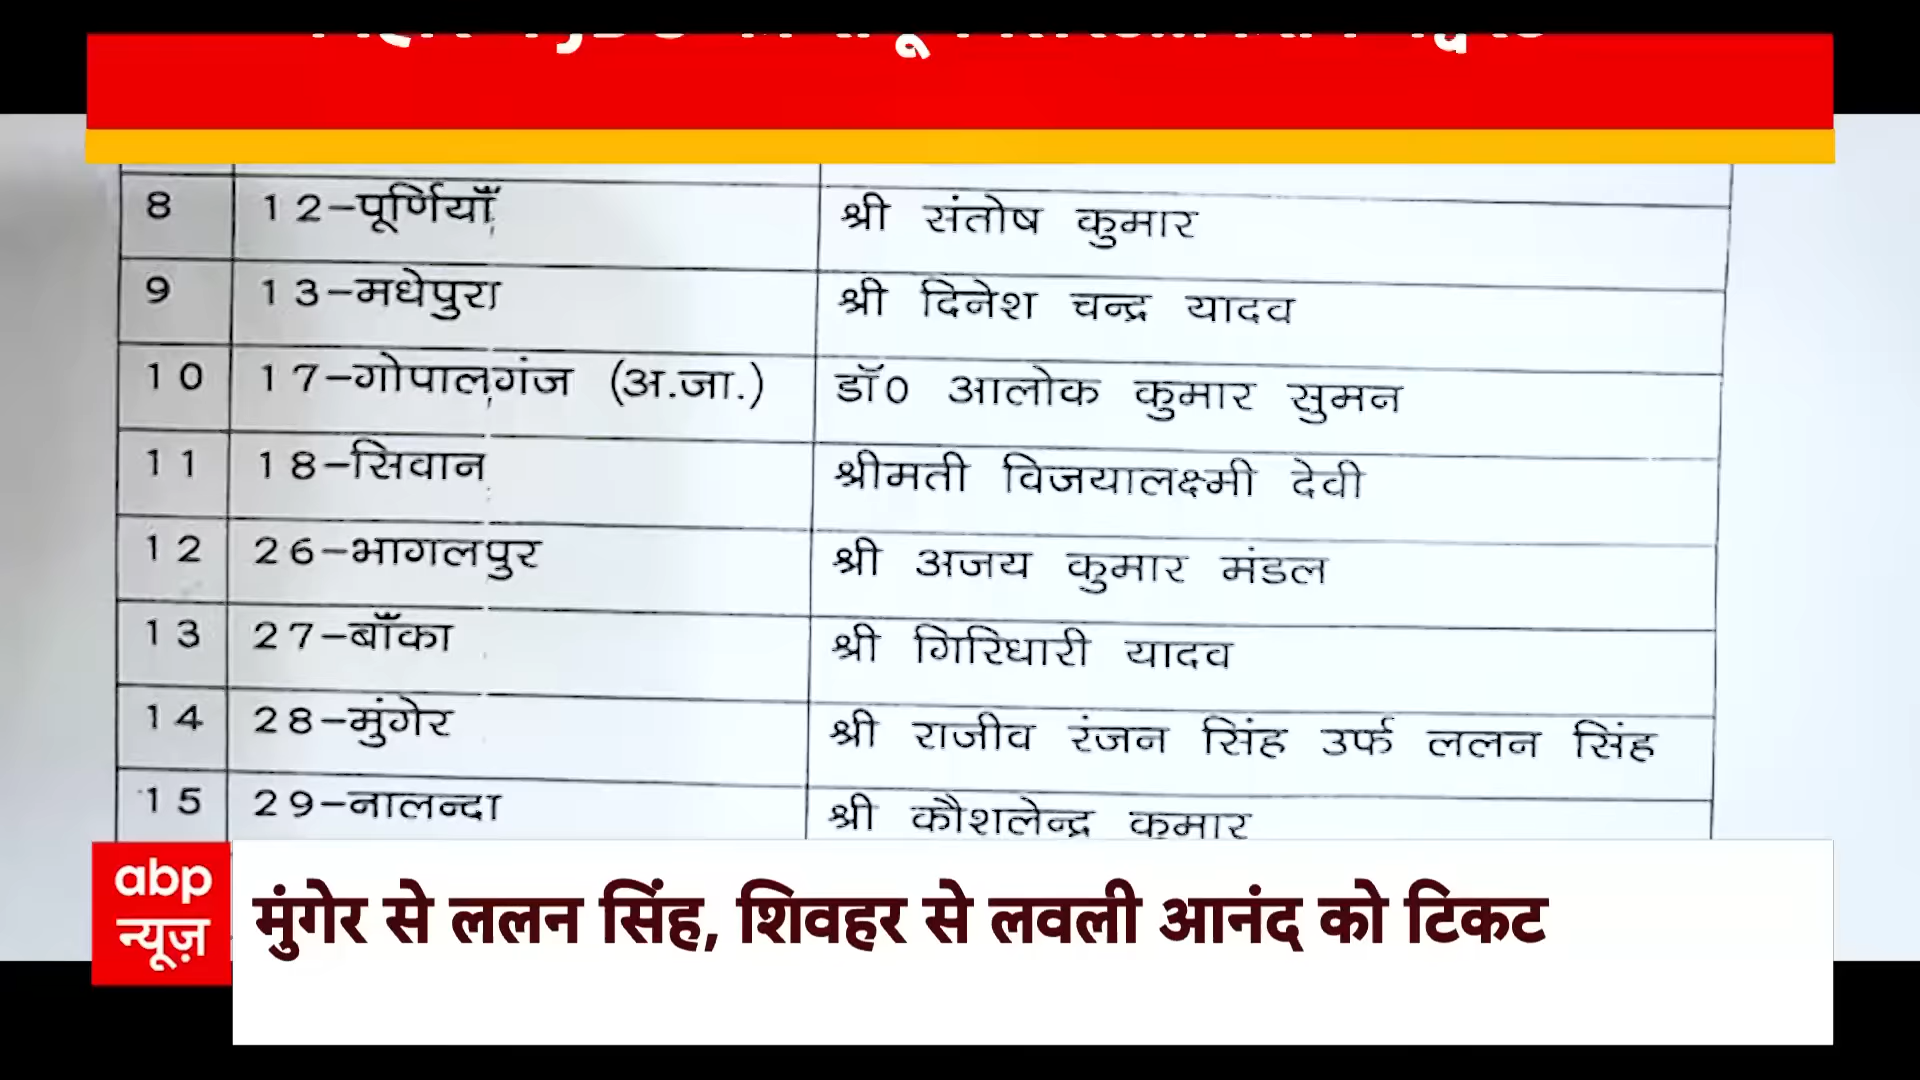 8 12-पूर्णियाँ श्री संतोष कुमार
9 13-मधेपुरा श्री दिनेश चन्द्र यादव
10 17-गोपालगंज (अ.जा.) डॉ0 आलोक कुमार सुमन
11 18-सिवान श्रीमती विजयालक्ष्मी देवी
12 26-भागलपुर श्री अजय कुमार मंडल
13 27-बाँका श्री गिरिधारी यादव
14 28-मुंगेर श्री राजीव रंजन सिंह उर्फ ललन सिंह
15 29-नालन्दा श्री कौशलेन्द्र कुमार
abp
न्यूज़
मुंगेर से ललन सिंह, शिवहर से लवली आनंद को टिकट